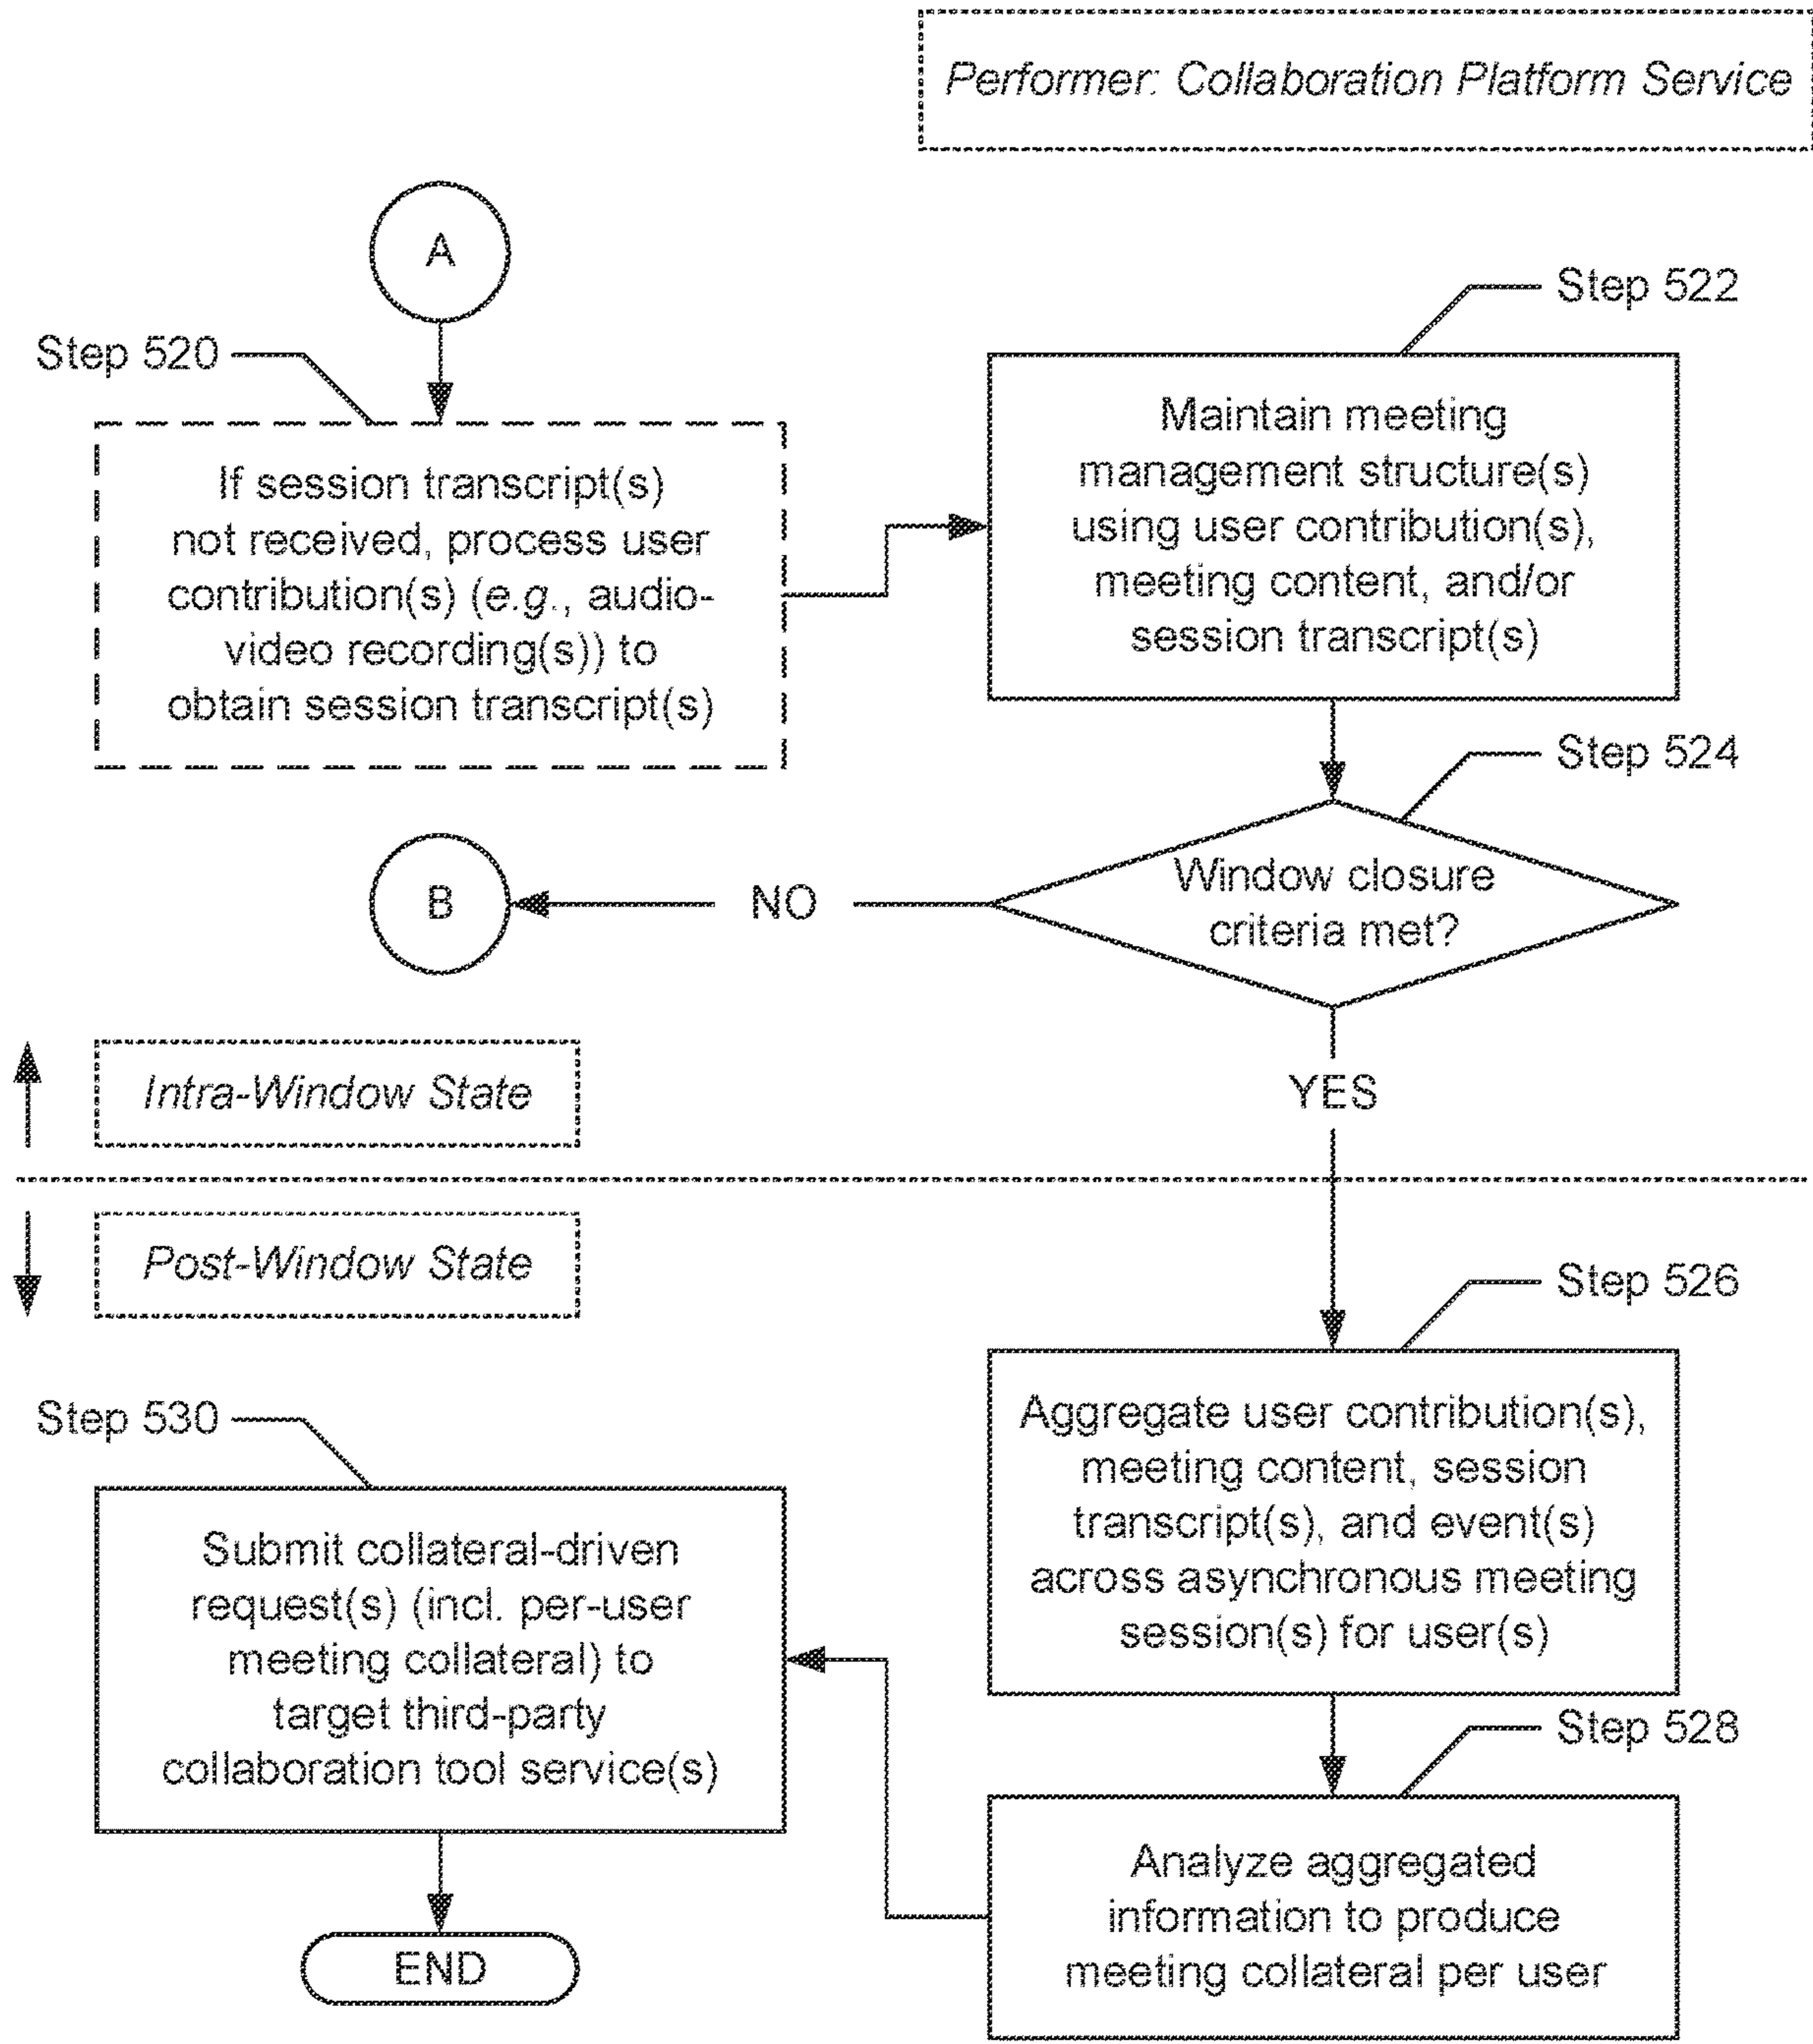 Performer: Collaboration Platform Service
A
Step 520
If session transcript(s)
not received, process user
contribution(s) (e.g., audio-
video recording(s)) to
obtain session transcript(s)
Step 522
Maintain meeting
management structure(s)
using user contribution(s),
meeting content, and/or
session transcript(s)
Step 524
Window closure
criteria met?
NO
B
YES
Intra-Window State
Post-Window State
Step 526
Aggregate user contribution(s),
meeting content, session
transcript(s), and event(s)
across asynchronous meeting
session(s) for user(s)
Step 528
Analyze aggregated
information to produce
meeting collateral per user
Step 530
Submit collateral-driven
request(s) (incl. per-user
meeting collateral) to
target third-party
collaboration tool service(s)
END